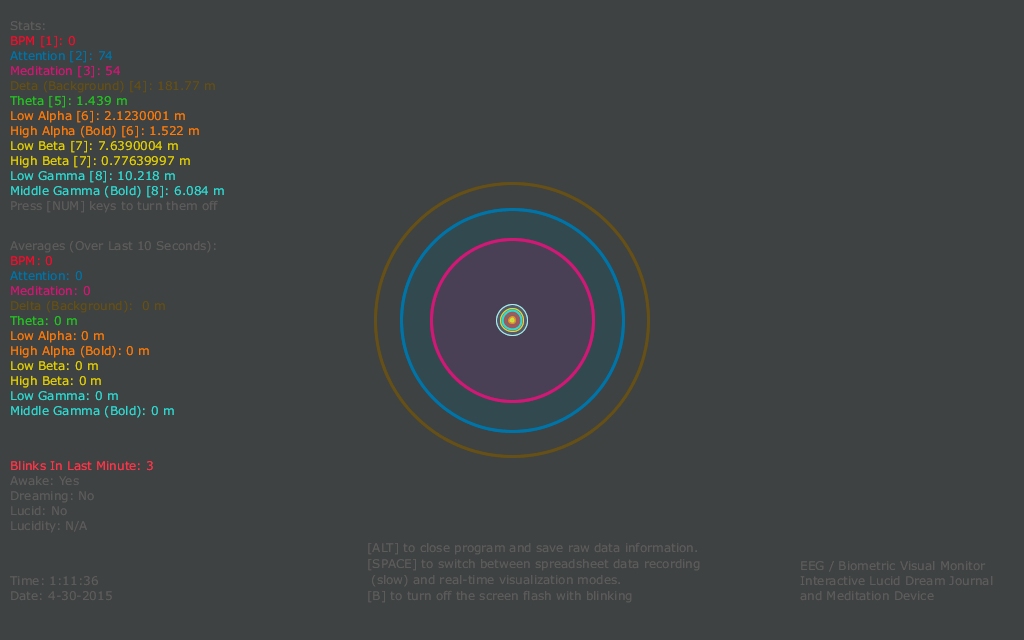 Stats:
BPM [1]: 0
Attention [2]: 74
Meditation [3]: 54
Deta (Background) [4]: 181.77 m
Theta [5]: 1.439 m
Low Alpha [6]: 2.1230001 m
High Alpha (Bold) [6]: 1.522 m
Low Beta [7]: 7.6390004 m
High Beta [7]: 0.77639997 m
Low Gamma [8]: 10.218 m
Middle Gamma (Bold) [8]: 6.084 m
Press [NUM] keys to turn them off
Averages (Over Last 10 Seconds):
BPM: 0
Attention: 0
Meditation: 0
Delta (Background):  0 m
Theta: 0 m
Low Alpha: 0 m
High Alpha (Bold): 0 m
Low Beta: 0 m
High Beta: 0 m
Low Gamma: 0 m
Middle Gamma (Bold): 0 m
Blinks In Last Minute: 3
Awake: Yes
Dreaming: No
Lucid: No
Lucidity: N/A
Time: 1:11:36
Date: 4-30-2015
[ALT] to close program and save raw data information.
[SPACE] to switch between spreadsheet data recording
(slow) and real-time visualization modes.
[B] to turn off the screen flash with blinking
EEG / Biometric Visual Monitor
Interactive Lucid Dream Journal
and Meditation Device